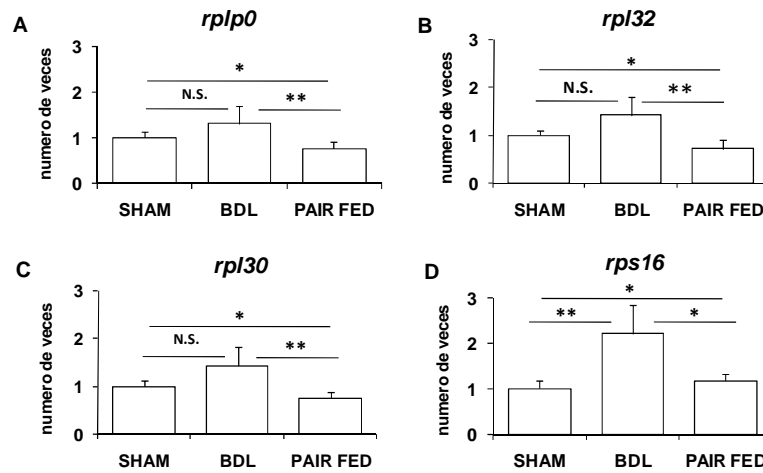 A
rplp0
numero de veces
3
2
1
0
*
N.S.
**
SHAM BDL PAIR FED
B
rpl32
numero de veces
3
2
1
0
*
N.S.
**
SHAM BDL PAIR FED
C
rpl30
numero de veces
3
2
1
0
*
N.S.
**
SHAM BDL PAIR FED
D
rps16
numero de veces
3
2
1
0
*
**
*
SHAM BDL PAIR FED